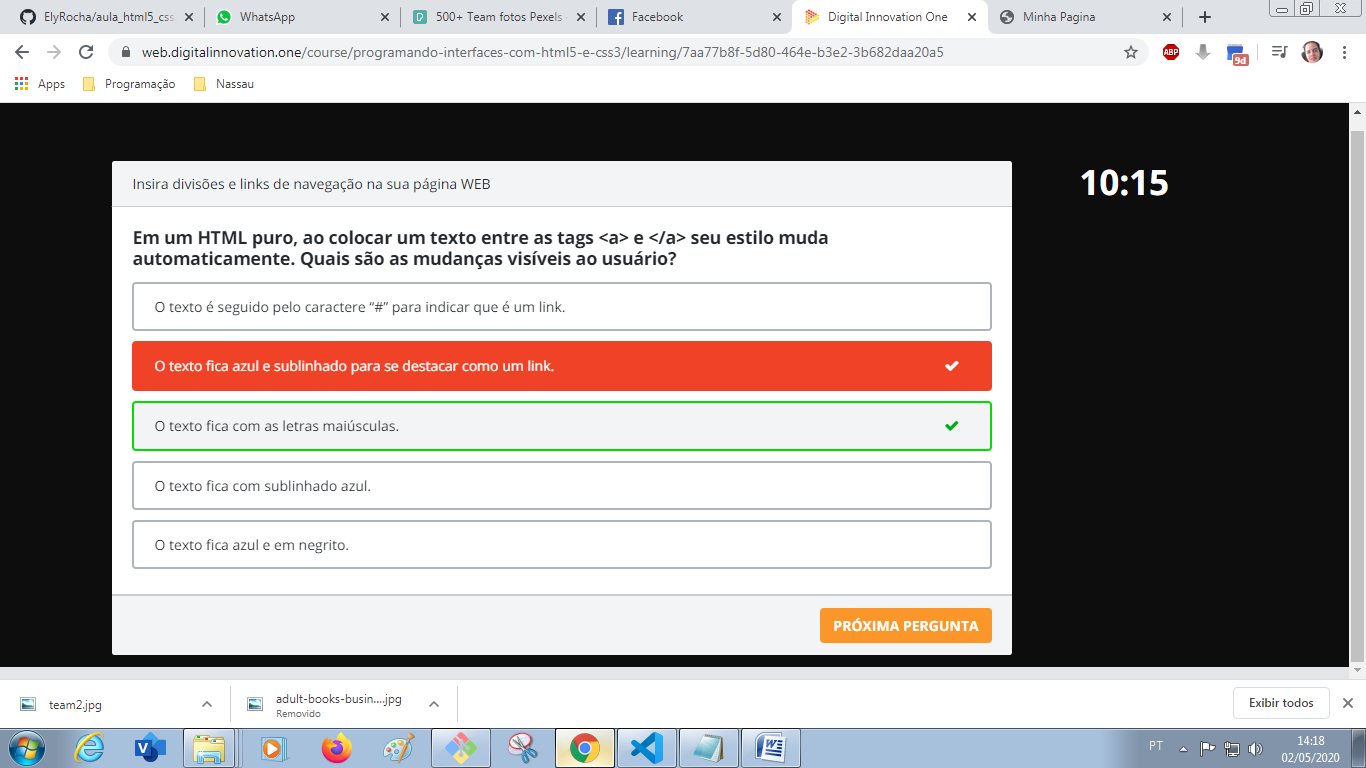 ElyRocha/aula_html5_css
WhatsApp
500+ Team fotos Pexels
Facebook
Digital Innovation One
Minha Pagina
web.digitalinnovation.one/course/programando-interfaces-com-html5-e-css3/learning/7aa77b8f-5d80-464e-b3e2-3b682daa20a5
ABP
9d
Apps
Programação
Nassau
Insira divisões e links de navegação na sua página WEB
10:15
Em um HTML puro, ao colocar um texto entre as tags <a> e </a> seu estilo muda
automaticamente. Quais são as mudanças visíveis ao usuário?
O texto é seguido pelo caractere “#” para indicar que é um link.
O texto fica azul e sublinhado para se destacar como um link.
O texto fica com as letras maiúsculas.
O texto fica com sublinhado azul.
O texto fica azul e em negrito.
PRÓXIMA PERGUNTA
team2.jpg
adult-books-busin....jpg
Removido
Exibir todos
PT
14:18
02/05/2020